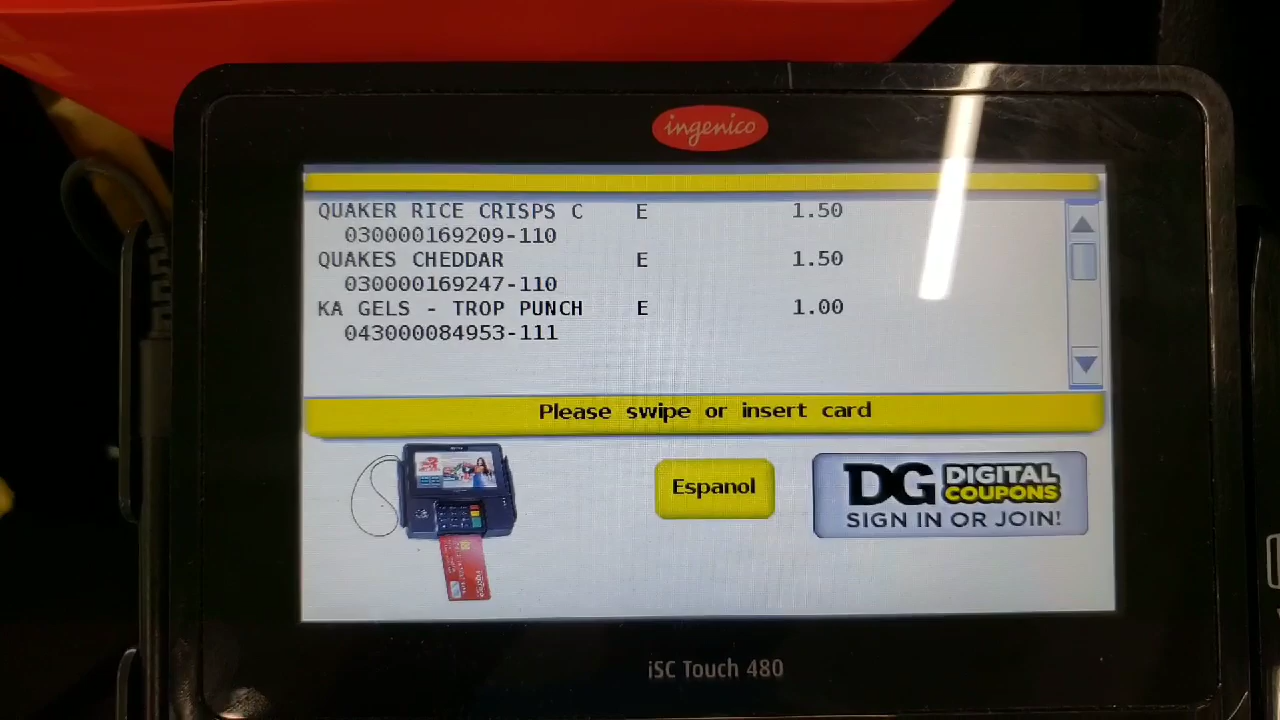 ingenico
QUAKER RICE CRISPS C E 1.50
030000169209-110
QUAKES CHEDDAR E 1.50
030000169247-110
KA GELS - TROP PUNCH E 1.00
043000084953-111
Please swipe or insert card
Espanol
DG DIGITAL
COUPONS
SIGN IN OR JOIN!
iSC Touch 480